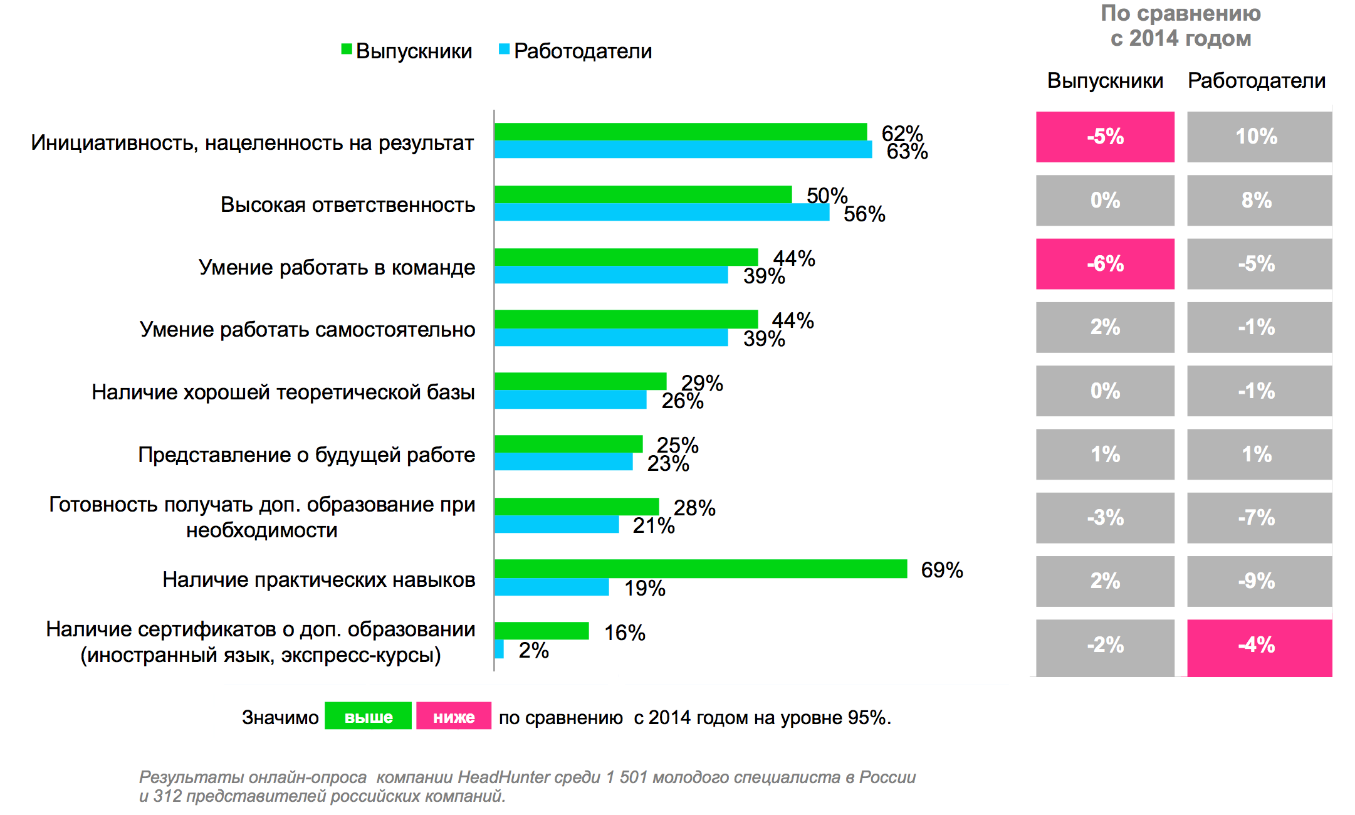 По сравнению
с 2014 годом
Выпускники Работодатели
Выпускники Работодатели
Инициативность, нацеленность на результат 62% 63% -5% 10%
Высокая ответственность 50% 56% 0% 8%
Умение работать в команде 44% 39% -6% -5%
Умение работать самостоятельно 44% 39% 2% -1%
Наличие хорошей теоретической базы 29% 26% 0% -1%
Представление о будущей работе 25% 23% 1% 1%
Готовность получать доп. образование при
необходимости 28% 21% -3% -7%
Наличие практических навыков 69% 19% 2% -9%
Наличие сертификатов о доп. образовании
(иностранный язык, экспресс-курсы) 16% 2% -2% -4%
Значимо выше ниже по сравнению с 2014 годом на уровне 95%.
Результаты онлайн-опроса компании HeadHunter среди 1 501 молодого специалиста в России
и 312 представителей российских компаний.